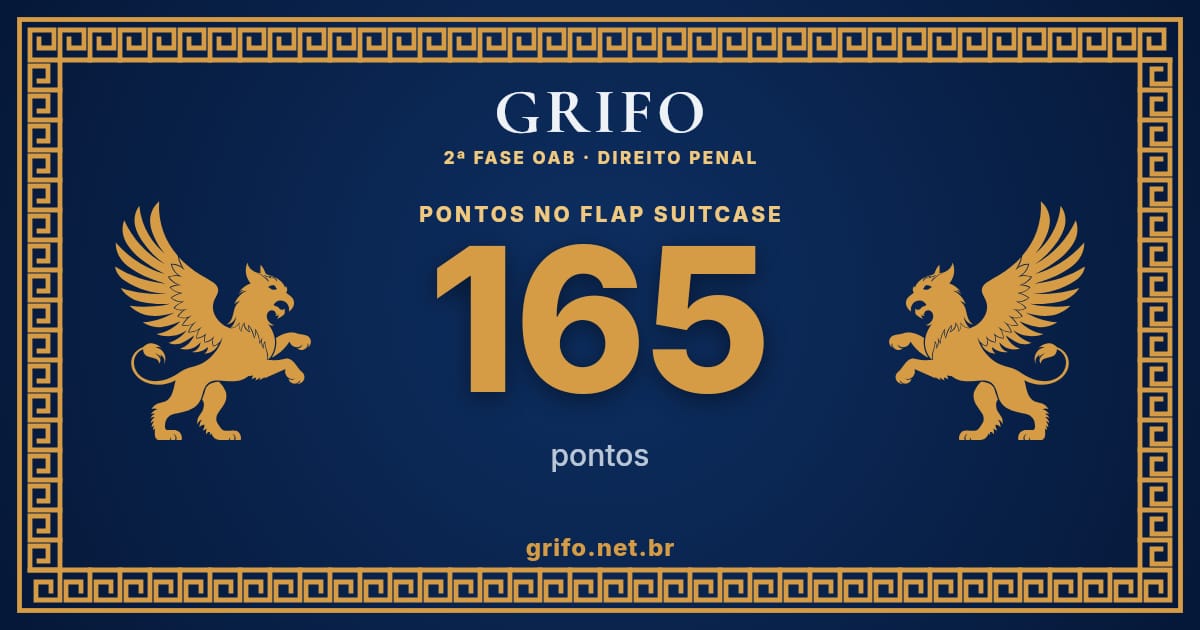 GRIFO
2ª FASE OAB · DIREITO PENAL
PONTOS NO FLAP SUITCASE
165
pontos
grifo.net.br